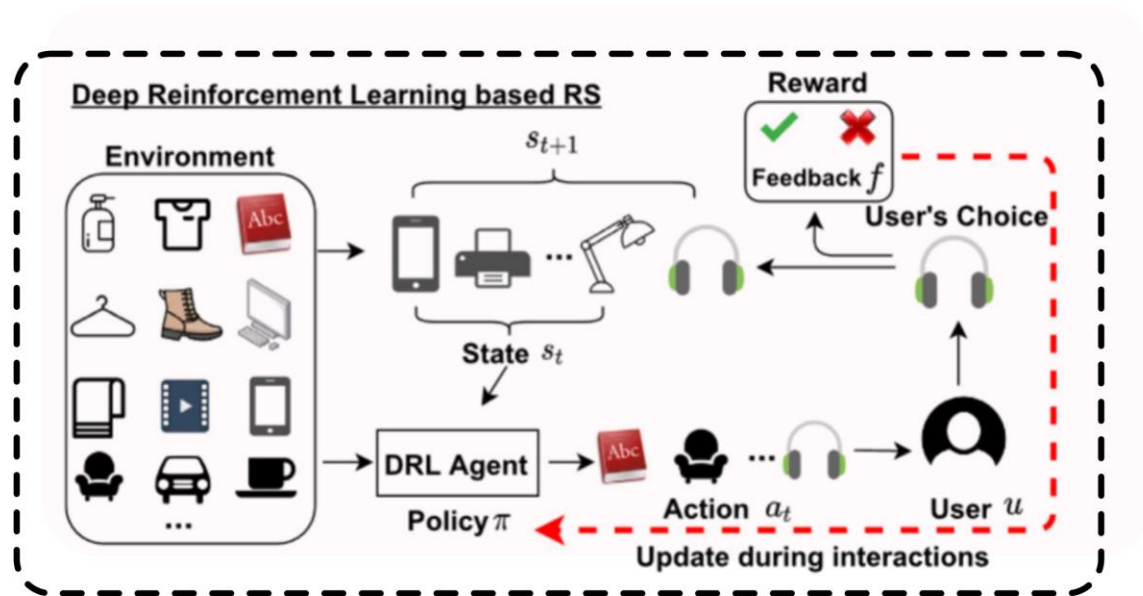 Deep Reinforcement Learning based RS
Reward
Feedback f
Environment
Abc
s_{t+1}
...
User's Choice
State s_t
...
DRL Agent
Policy π
Abc
...
Action a_t
User u
Update during interactions